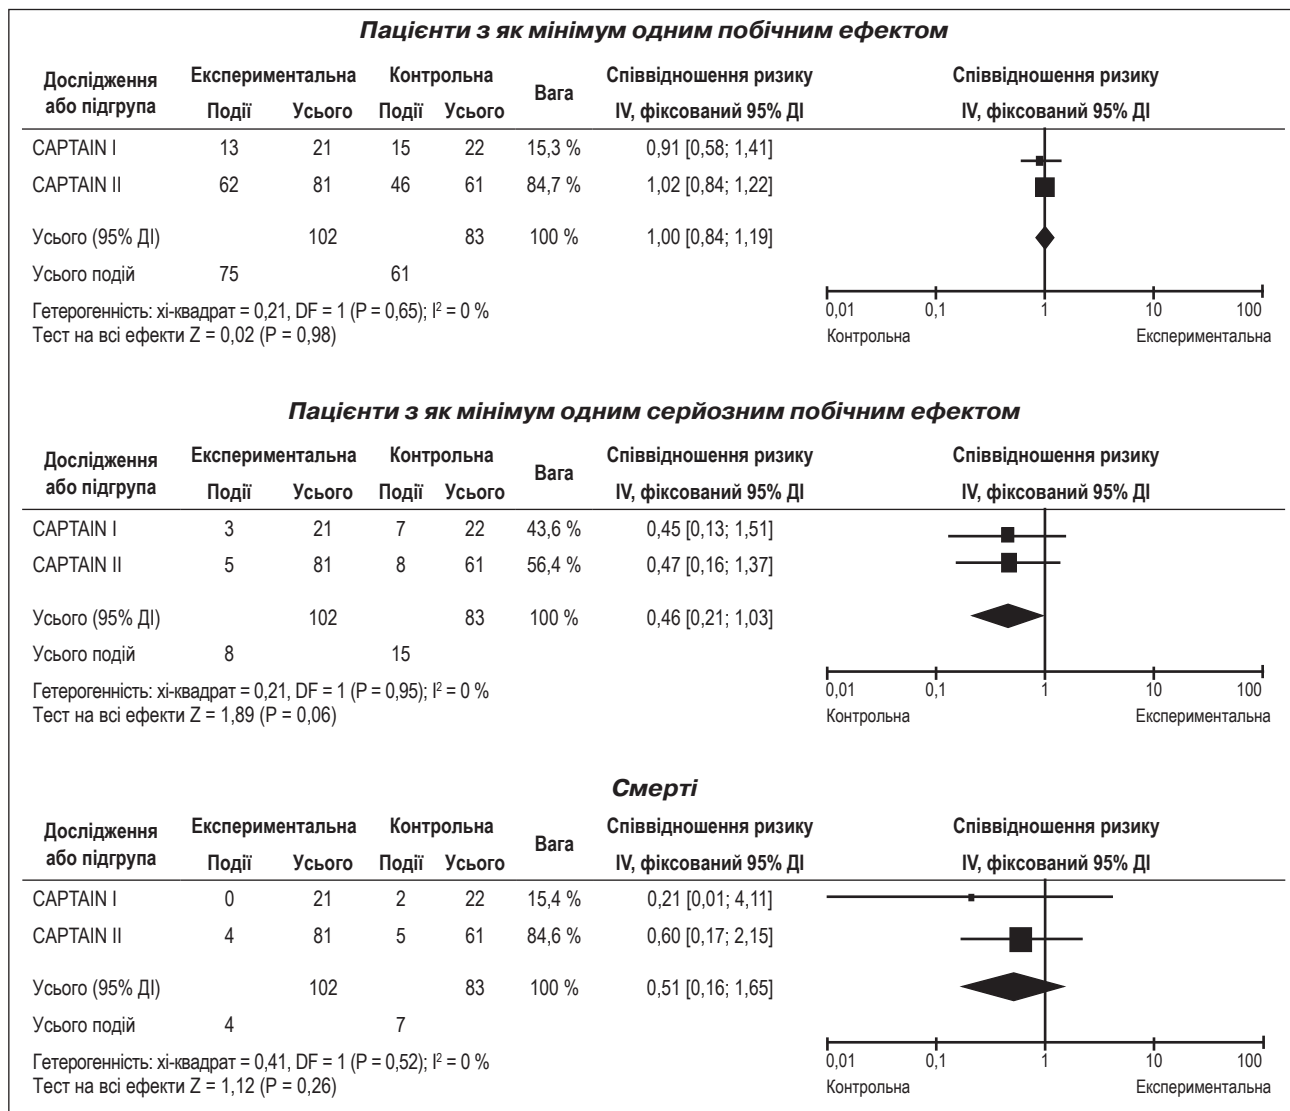 Пацієнти з як мінімум одним побічним ефектом
Дослідження або підгрупа Експериментальна Контрольна Вага Співвідношення ризику Співвідношення ризику
Події Усього Події Усього IV, фіксований 95% ДІ IV, фіксований 95% ДІ
CAPTAIN I 13 21 15 22 15,3 % 0,91 [0,58; 1,41]
CAPTAIN II 62 81 46 61 84,7 % 1,02 [0,84; 1,22]
Усього (95% ДІ) 102 83 100 % 1,00 [0,84; 1,19]
Усього подій 75 61
Гетерогенність: хі-квадрат = 0,21, DF = 1 (P = 0,65); I² = 0 %
Тест на всі ефекти Z = 0,02 (P = 0,98)
0,01 0,1 1 10 100
Контрольна Експериментальна
Пацієнти з як мінімум одним серйозним побічним ефектом
Дослідження або підгрупа Експериментальна Контрольна Вага Співвідношення ризику Співвідношення ризику
Події Усього Події Усього IV, фіксований 95% ДІ IV, фіксований 95% ДІ
CAPTAIN I 3 21 7 22 43,6 % 0,45 [0,13; 1,51]
CAPTAIN II 5 81 8 61 56,4 % 0,47 [0,16; 1,37]
Усього (95% ДІ) 102 83 100 % 0,46 [0,21; 1,03]
Усього подій 8 15
Гетерогенність: хі-квадрат = 0,21, DF = 1 (P = 0,95); I² = 0 %
Тест на всі ефекти Z = 1,89 (P = 0,06)
0,01 0,1 1 10 100
Контрольна Експериментальна
Смерті
Дослідження або підгрупа Експериментальна Контрольна Вага Співвідношення ризику Співвідношення ризику
Події Усього Події Усього IV, фіксований 95% ДІ IV, фіксований 95% ДІ
CAPTAIN I 0 21 2 22 15,4 % 0,21 [0,01; 4,11]
CAPTAIN II 4 81 5 61 84,6 % 0,60 [0,17; 2,15]
Усього (95% ДІ) 102 83 100 % 0,51 [0,16; 1,65]
Усього подій 4 7
Гетерогенність: хі-квадрат = 0,41, DF = 1 (P = 0,52); I² = 0 %
Тест на всі ефекти Z = 1,12 (P = 0,26)
0,01 0,1 1 10 100
Контрольна Експериментальна